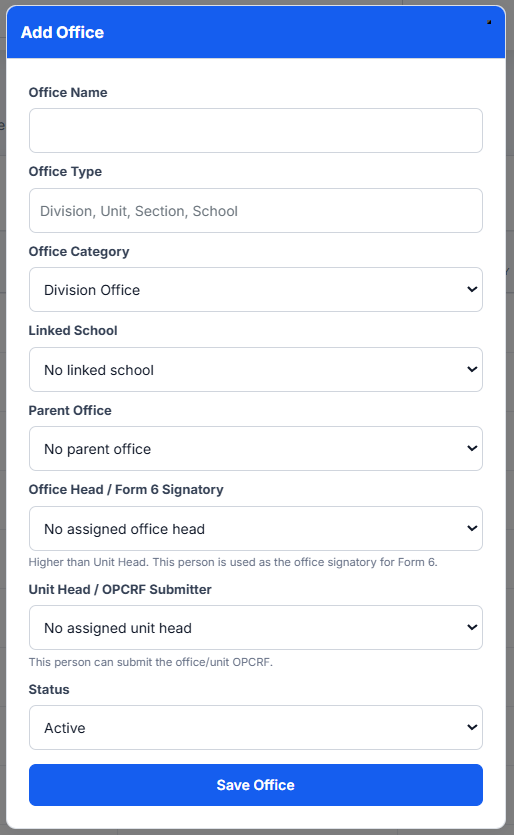 Add Office
Office Name
Office Type
Division, Unit, Section, School
Office Category
Division Office
Linked School
No linked school
Parent Office
No parent office
Office Head / Form 6 Signatory
No assigned office head
Higher than Unit Head. This person is used as the office signatory for Form 6.
Unit Head / OPCRF Submitter
No assigned unit head
This person can submit the office/unit OPCRF.
Status
Active
Save Office